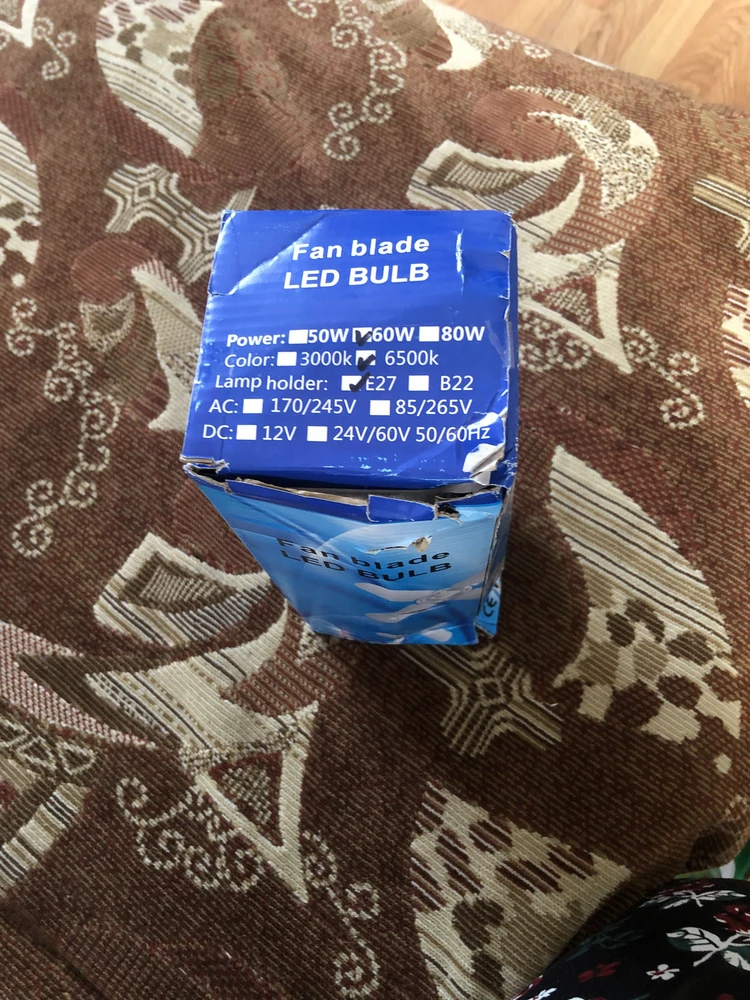 Fan blade
LED BULB
Power: 50W 60W 80W
Color: 3000k 6500k
Lamp holder: E27 B22
AC: 170/245V 85/265V
DC: 12V 24V/60V 50/60Hz
Fan blade
LED BULB
CE